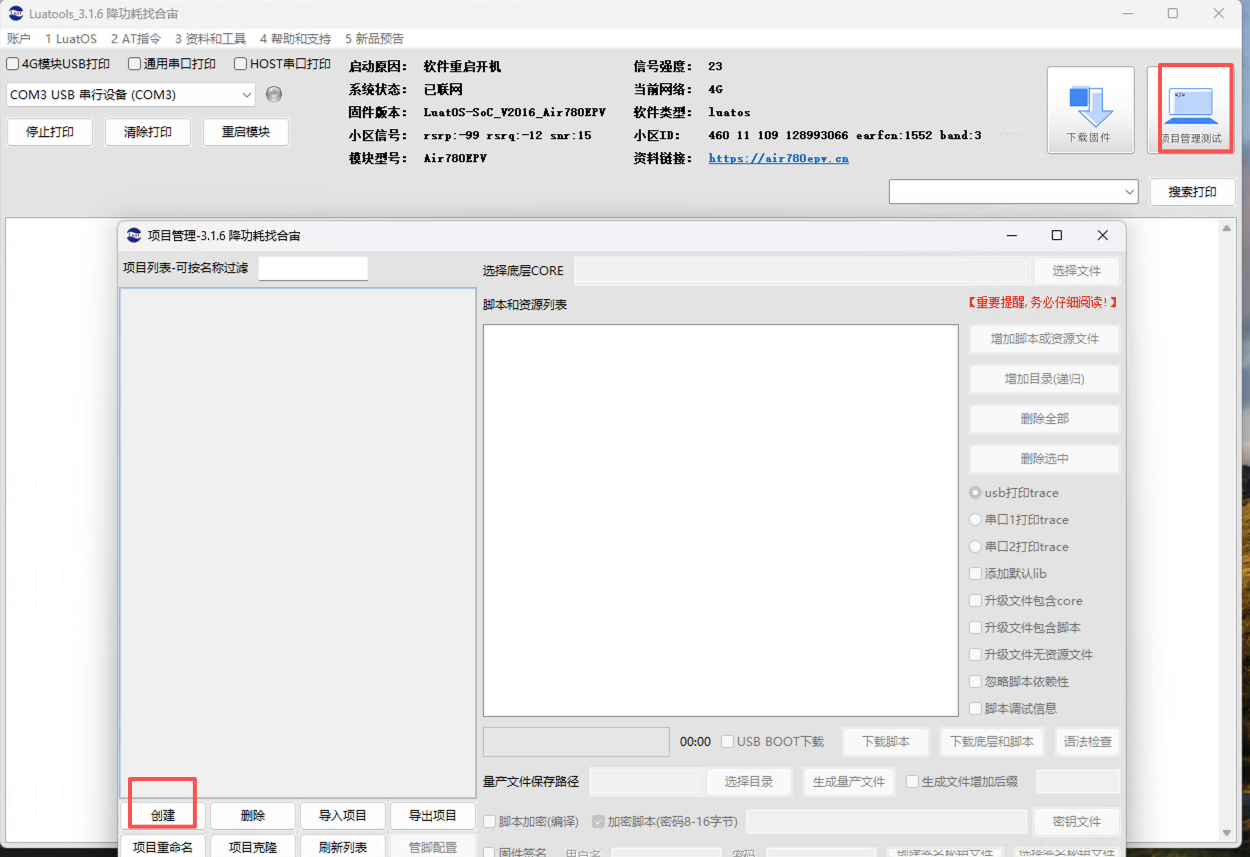 Luatools_3.1.6 降功耗找合宙
账户 1 LuatOS 2 AT指令 3 资料和工具 4 帮助和支持 5 新品预告
4G模块USB打印 通用串口打印 HOST串口打印
COM3 USB 串行设备 (COM3)
停止打印 清除打印 重启模块
启动原因: 软件重启开机 信号强度: 23
系统状态: 已联网 当前网络: 4G
固件版本: LuatOS-SoC_V2016_Air780EPV 软件类型: luatos
小区信号: rsrp:-99 rsrq:-12 snr:15 小区ID: 460 11 109 128993066 earfcn:1552 band:3
模块型号: Air780EPV 资料链接: https://air780epv.cn
下载固件 项目管理测试
搜索打印
项目管理-3.1.6 降功耗找合宙
项目列表-可按名称过滤
选择底层CORE 选择文件
脚本和资源列表 【重要提醒, 务必仔细阅读!】
增加脚本或资源文件
增加目录(递归)
删除全部
删除选中
usb打印trace
串口1打印trace
串口2打印trace
添加默认lib
升级文件包含core
升级文件包含脚本
升级文件无资源文件
忽略脚本依赖性
脚本调试信息
00:00 USB BOOT下载 下载脚本 下载底层和脚本 语法检查
量产文件保存路径 选择目录 生成量产文件 生成文件增加后缀
创建 删除 导入项目 导出项目
脚本加密(编译) 加密脚本(密码8-16字节) 密钥文件
项目重命名 项目克隆 刷新列表 管脚配置
固件签名 用户名 密码 创建签名秘钥文件 选择签名秘钥文件